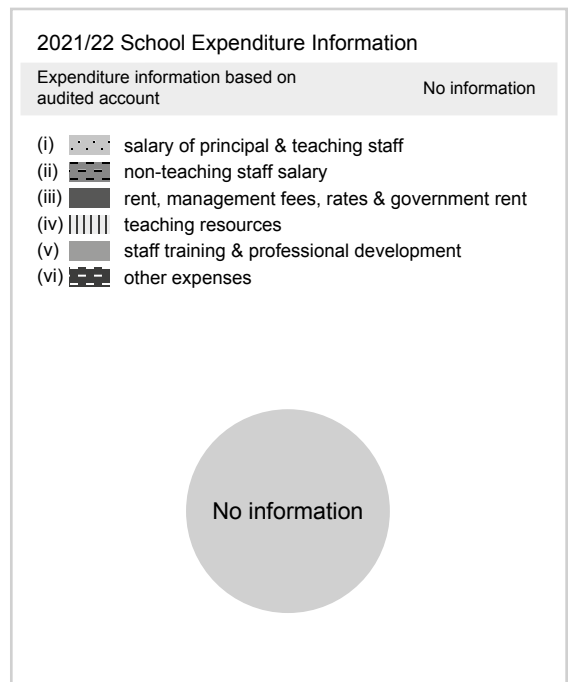 2021/22 School Expenditure Information
Expenditure information based on
audited account
No information
(i) salary of principal & teaching staff
(ii) non-teaching staff salary
(iii) rent, management fees, rates & government rent
(iv) teaching resources
(v) staff training & professional development
(vi) other expenses
No information